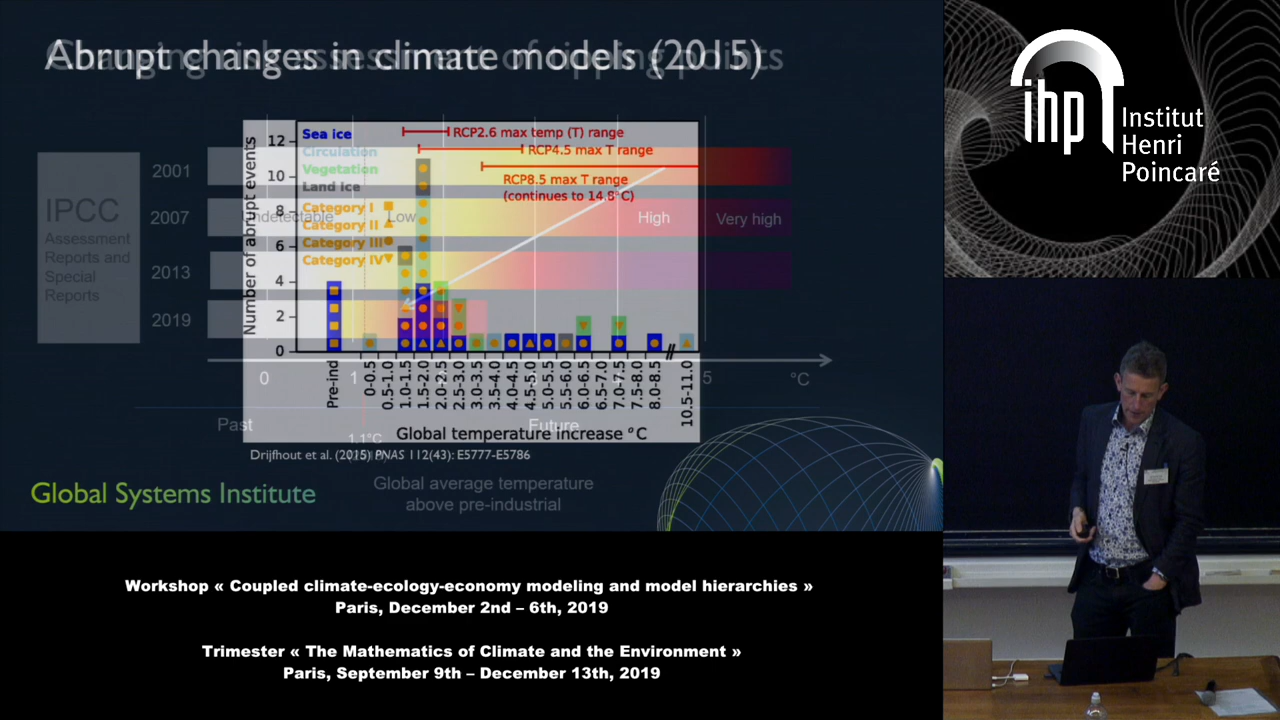 Abrupt changes in climate models (2015)
Changing risk assessment of tipping points
IPCC
Assessment
Reports and
Special
Reports
2001
2007
2013
2019
Undetectable
Low
High
Very high
Number of abrupt events
12
10
8
6
4
2
0
Sea ice
Circulation
Vegetation
Land ice
Category I
Category II
Category III
Category IV
RCP2.6 max temp (T) range
RCP4.5 max T range
RCP8.5 max T range
(continues to 14.8°C)
Pre-ind
0-0.5
0.5-1.0
1.0-1.5
1.5-2.0
2.0-2.5
2.5-3.0
3.0-3.5
3.5-4.0
4.0-4.5
4.5-5.0
5.0-5.5
5.5-6.0
6.0-6.5
6.5-7.0
7.0-7.5
7.5-8.0
8.0-8.5
10.5-11.0
0
1
5
°C
Past
Future
1.1°C
Global temperature increase °C
Drijfhout et al. (2015) PNAS 112(43): E5777-E5786
Global average temperature
above pre-industrial
Global Systems Institute
Workshop « Coupled climate-ecology-economy modeling and model hierarchies »
Paris, December 2nd – 6th, 2019
Trimester « The Mathematics of Climate and the Environment »
Paris, September 9th – December 13th, 2019
ihp
Institut
Henri
Poincaré